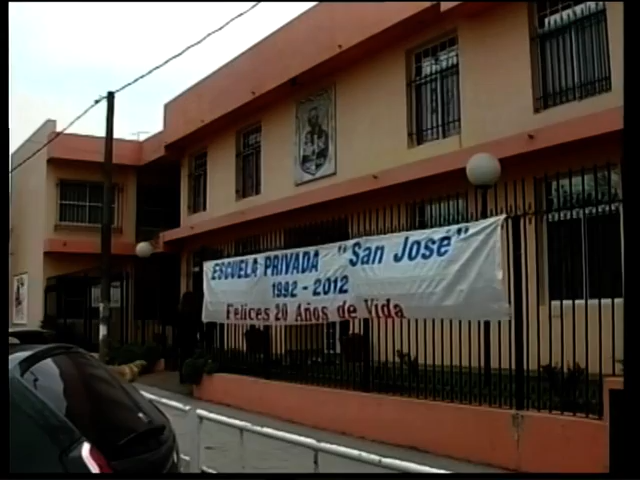 ESCUELA PRIVADA "San José"
1992 - 2012
Felices 20 Años de Vida